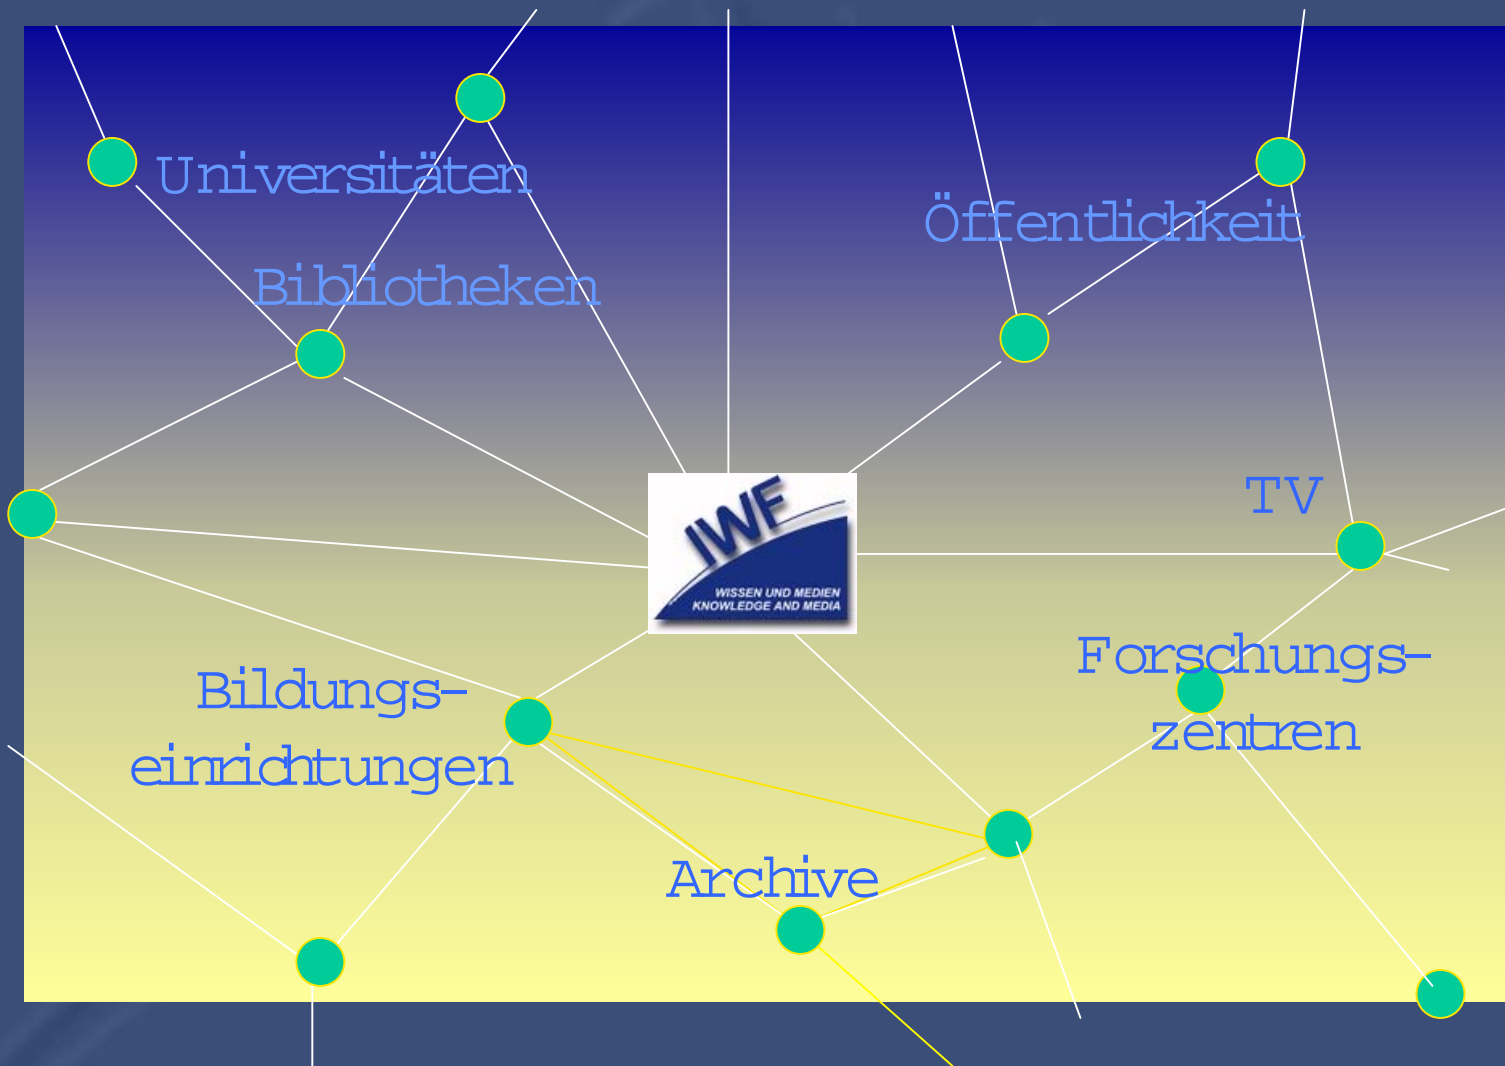 Universitäten
Öffentlichkeit
Bibliotheken
TV
IWF
WISSEN UND MEDIEN
KNOWLEDGE AND MEDIA
Forschungs-
zentren
Bildungs-
einrichtungen
Archive